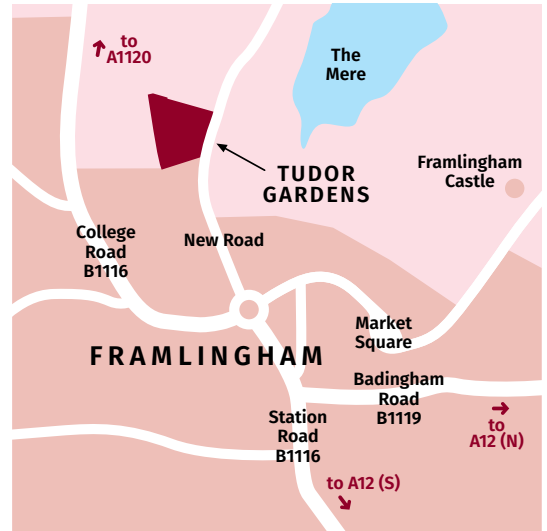 to
A1120
The
Mere
TUDOR
GARDENS
Framlingham
Castle
College
Road
B1116
New Road
Market
Square
FRAMLINGHAM
Badingham
Road
B1119
to
A12 (N)
Station
Road
B1116
to A12 (S)